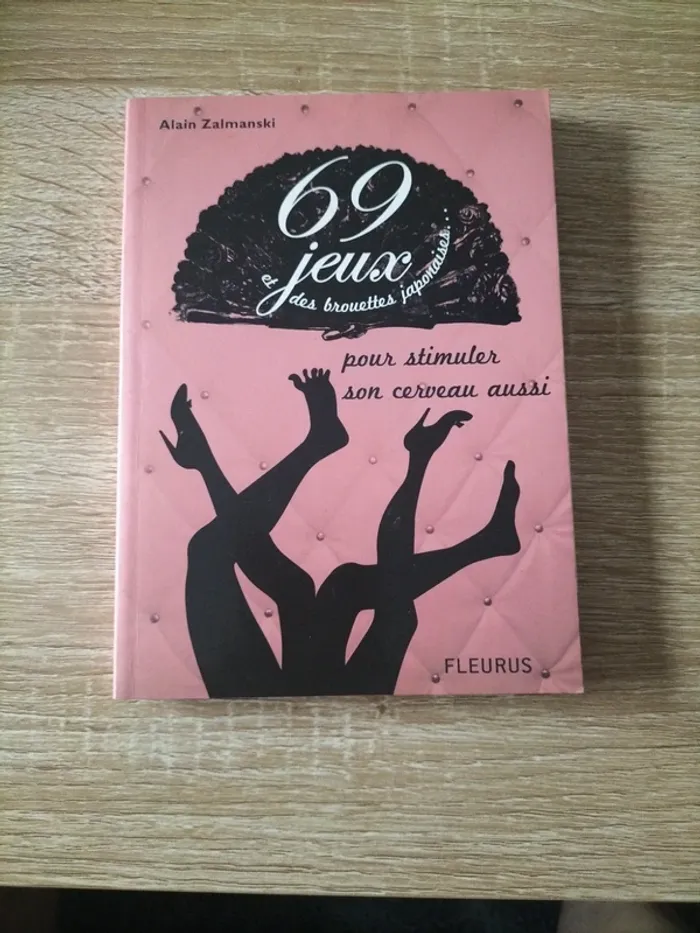 Alain Zalmanski
69
jeux
et des brouettes japonaises...
pour stimuler
son cerveau aussi
FLEURUS